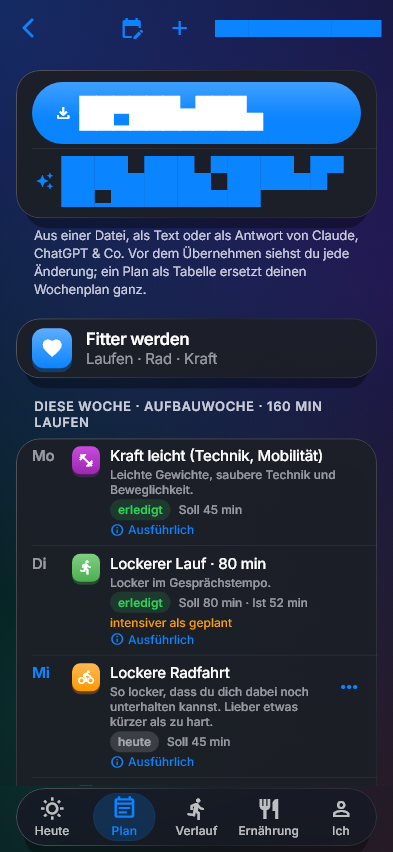 Aus einer Datei, als Text oder als Antwort von Claude,
ChatGPT & Co. Vor dem Übernehmen siehst du jede
Änderung; ein Plan als Tabelle ersetzt deinen
Wochenplan ganz.
Fitter werden
Laufen · Rad · Kraft
DIESE WOCHE · AUFBAUWOCHE · 160 MIN
LAUFEN
Mo
Kraft leicht (Technik, Mobilität)
Leichte Gewichte, saubere Technik und
Beweglichkeit.
erledigt Soll 45 min
Ausführlich
Di
Lockerer Lauf · 80 min
Locker im Gesprächstempo.
erledigt Soll 80 min · Ist 52 min
intensiver als geplant
Ausführlich
Mi
Lockere Radfahrt
So locker, dass du dich dabei noch
unterhalten kannst. Lieber etwas
kürzer als zu hart.
heute Soll 45 min
Ausführlich
Heute Plan Verlauf Ernährung Ich